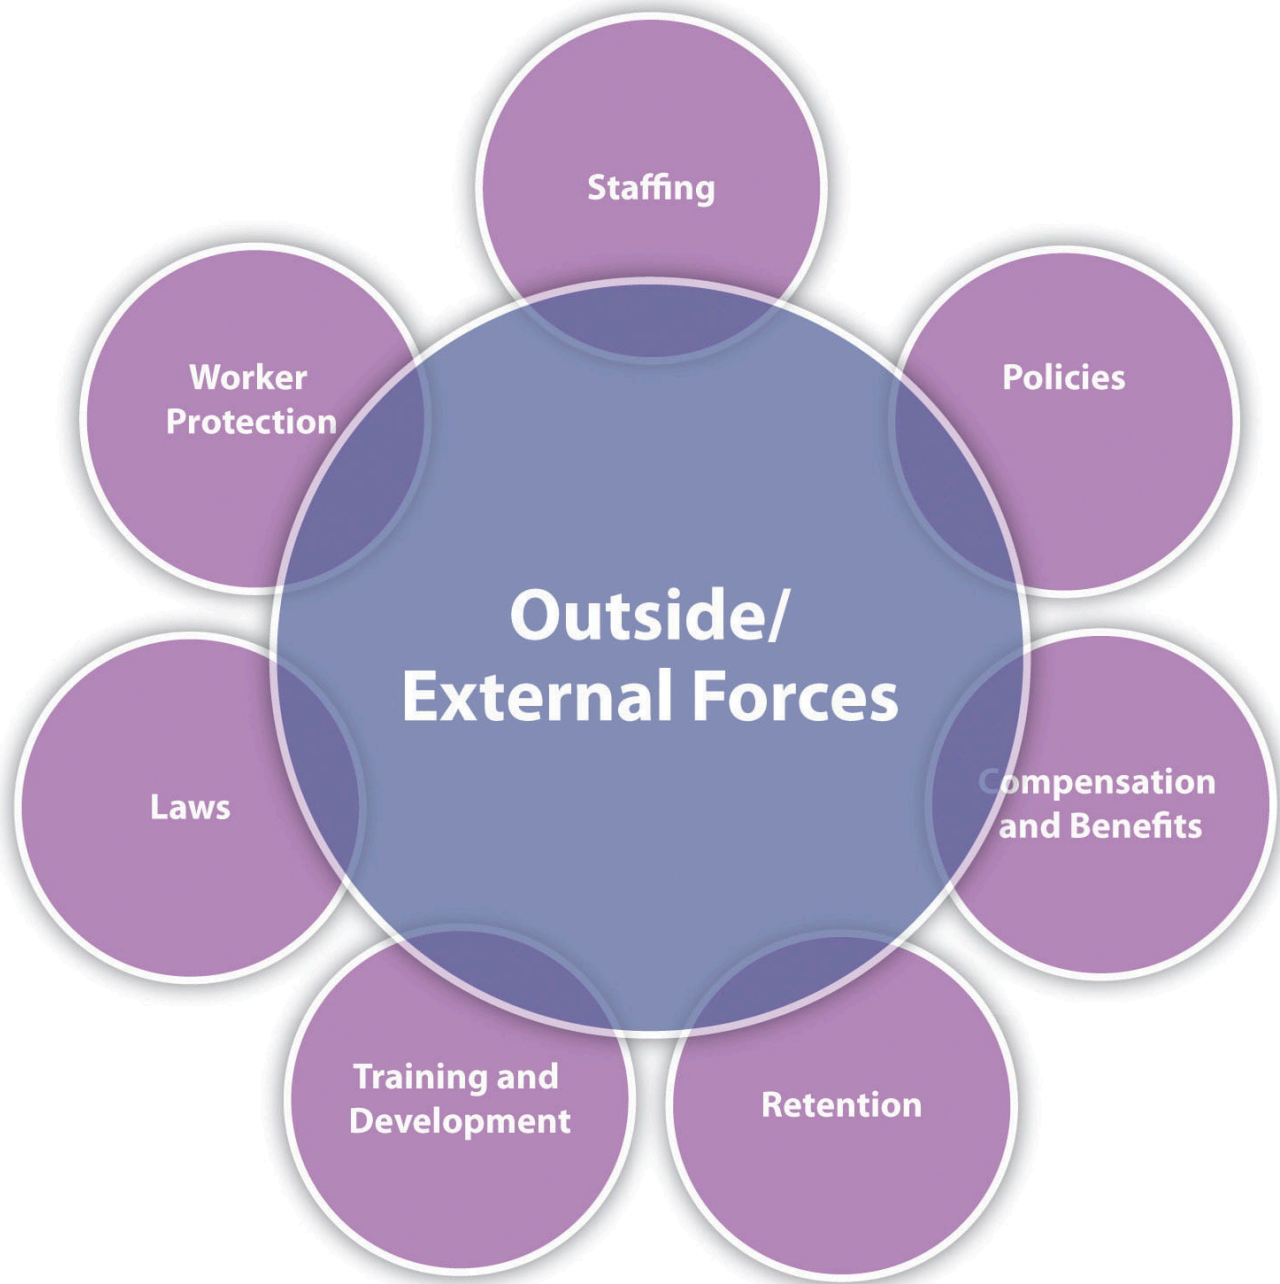 Staffing
Policies
Compensation
and Benefits
Retention
Training and
Development
Laws
Worker
Protection
Outside/
External Forces